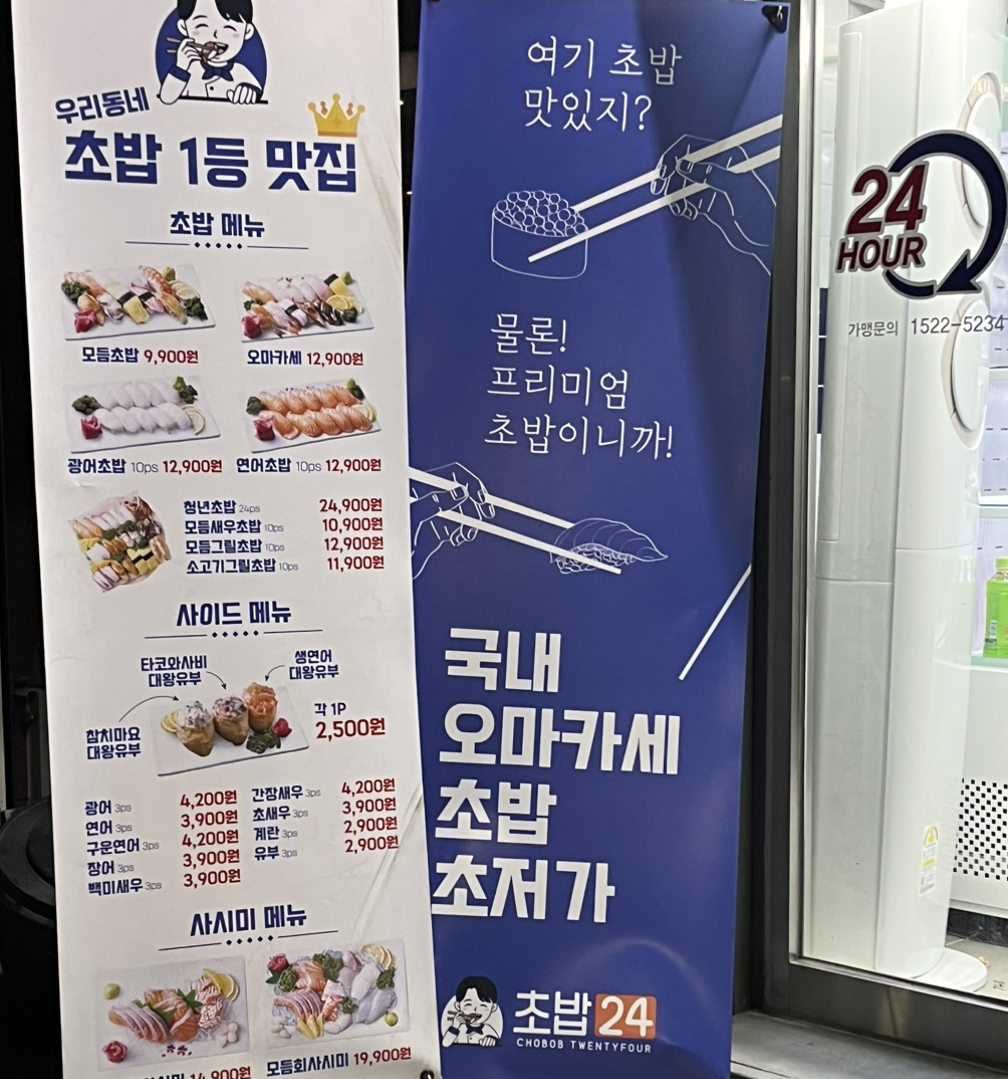 우리동네
초밥 1등 맛집
초밥 메뉴
모듬초밥 9,900원
오마카세 12,900원
광어초밥 10ps 12,900원
연어초밥 10ps 12,900원
청년초밥 24ps 24,900원
모듬새우초밥 10ps 10,900원
모듬그릴초밥 10ps 12,900원
소고기그릴초밥 10ps 11,900원
사이드 메뉴
타코와사비
대왕유부
생연어
대왕유부
참치마요
대왕유부
각 1P
2,500원
광어 3ps 4,200원
연어 3ps 3,900원
구운연어 3ps 4,200원
장어 3ps 3,900원
백미새우 3ps 3,900원
간장새우 3ps 4,200원
초새우 3ps 3,900원
계란 3ps 2,900원
유부 3ps 2,900원
사시미 메뉴
14,900원
모듬회사시미 19,900원
여기 초밥
맛있지?
물론!
프리미엄
초밥이니까!
국내
오마카세
초밥
초저가
초밥24
CHOBOB TWENTYFOUR
24
HOUR
가맹문의 1522-5234